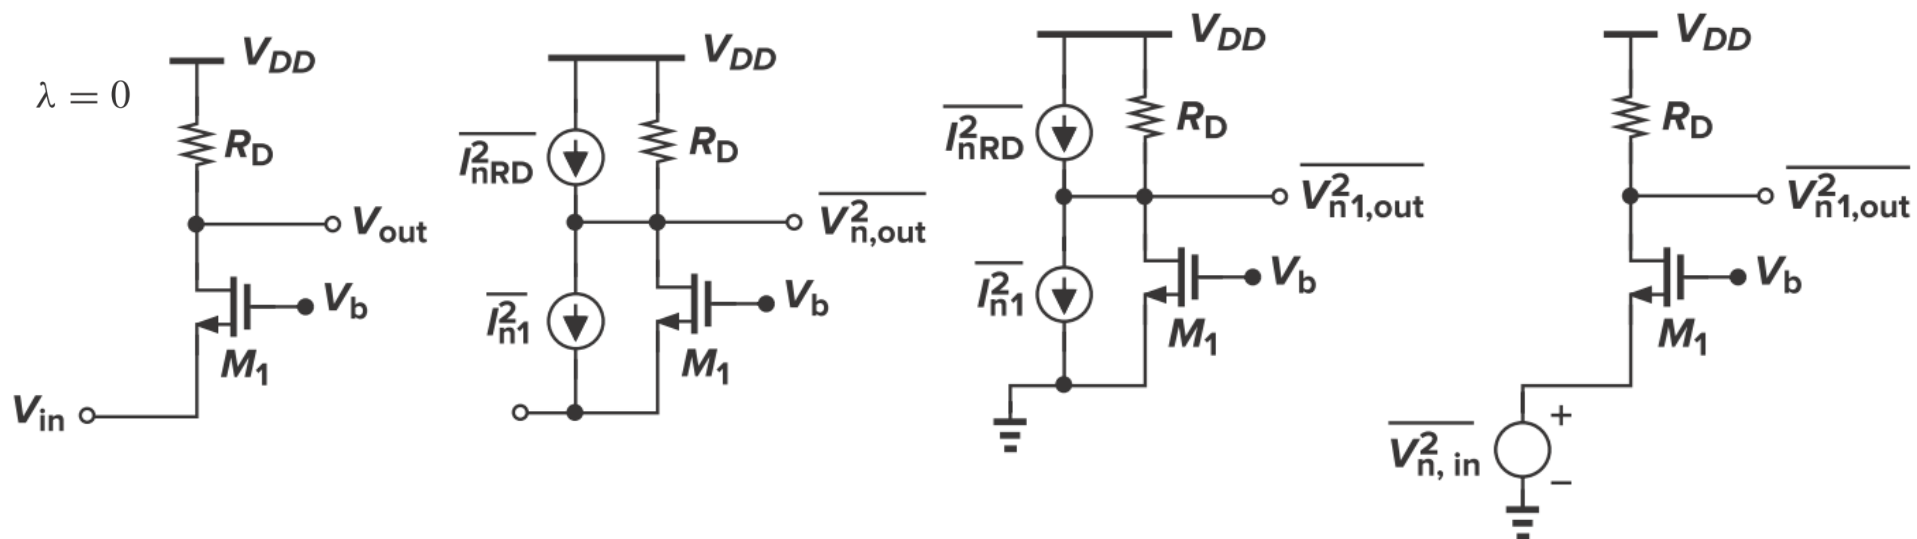 λ = 0
V_DD
R_D
V_out
V_b
M_1
V_in
V_DD
\overline{I^2_{nRD}}
R_D
\overline{V^2_{n,out}}
\overline{I^2_{n1}}
V_b
M_1
V_DD
\overline{I^2_{nRD}}
R_D
\overline{V^2_{n1,out}}
\overline{I^2_{n1}}
V_b
M_1
V_DD
R_D
\overline{V^2_{n1,out}}
V_b
M_1
\overline{V^2_{n, in}}
+
−